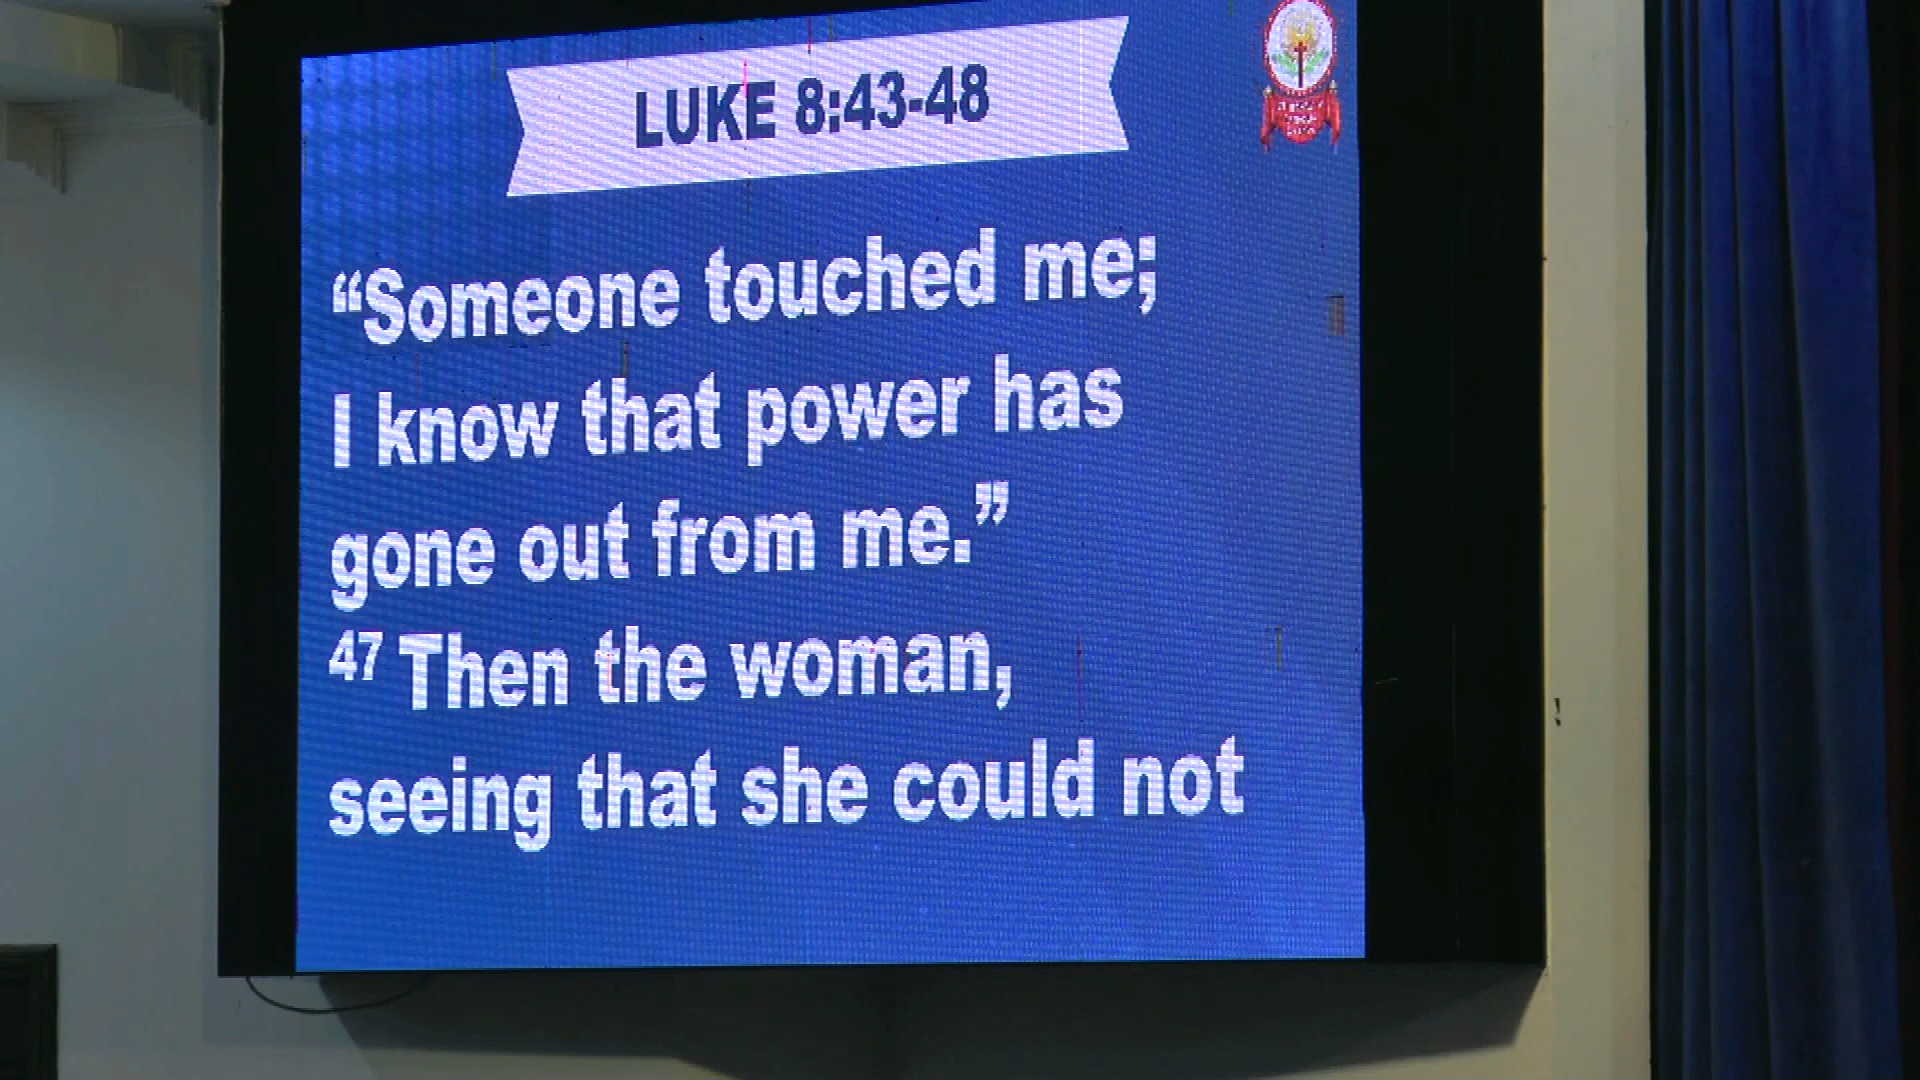 LUKE 8:43-48
“Someone touched me;
I know that power has
gone out from me.”
47 Then the woman,
seeing that she could not